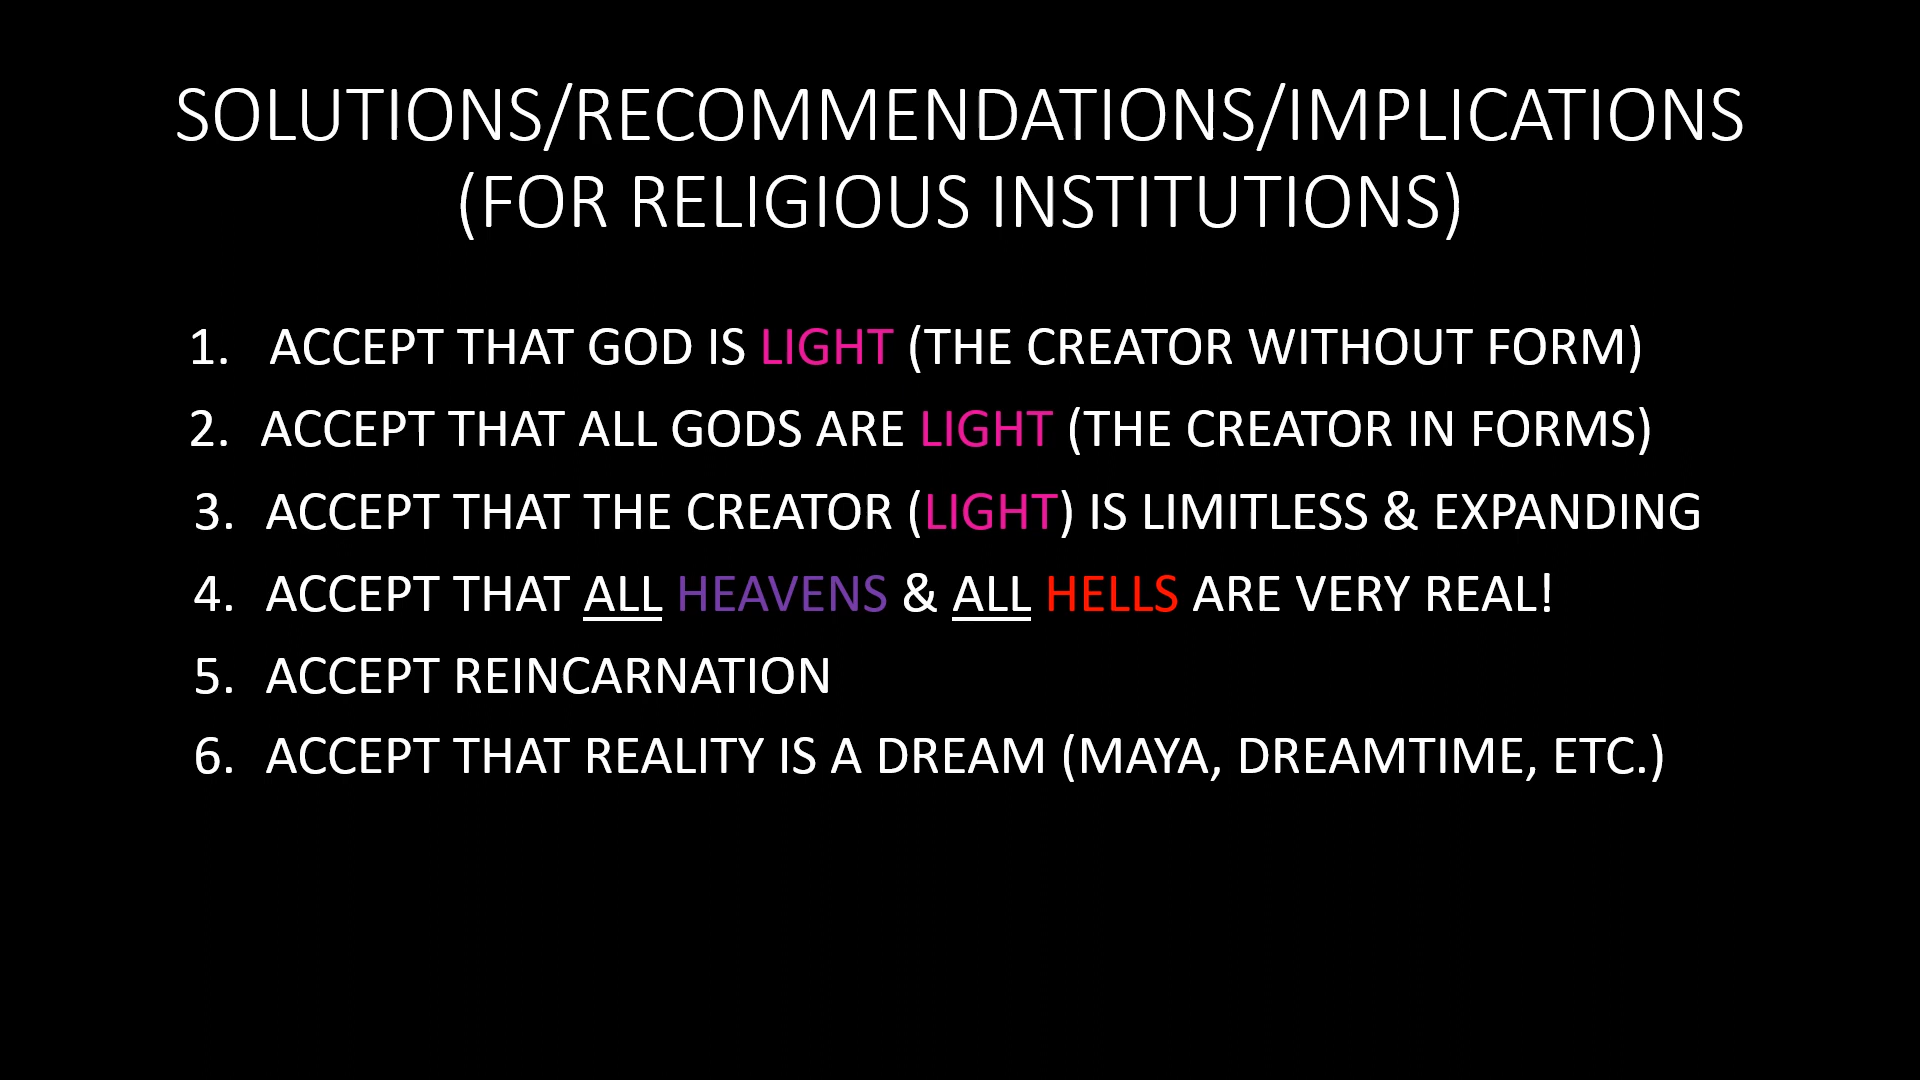 SOLUTIONS/RECOMMENDATIONS/IMPLICATIONS
(FOR RELIGIOUS INSTITUTIONS)
1. ACCEPT THAT GOD IS LIGHT (THE CREATOR WITHOUT FORM)
2. ACCEPT THAT ALL GODS ARE LIGHT (THE CREATOR IN FORMS)
3. ACCEPT THAT THE CREATOR (LIGHT) IS LIMITLESS & EXPANDING
4. ACCEPT THAT ALL HEAVENS & ALL HELLS ARE VERY REAL!
5. ACCEPT REINCARNATION
6. ACCEPT THAT REALITY IS A DREAM (MAYA, DREAMTIME, ETC.)